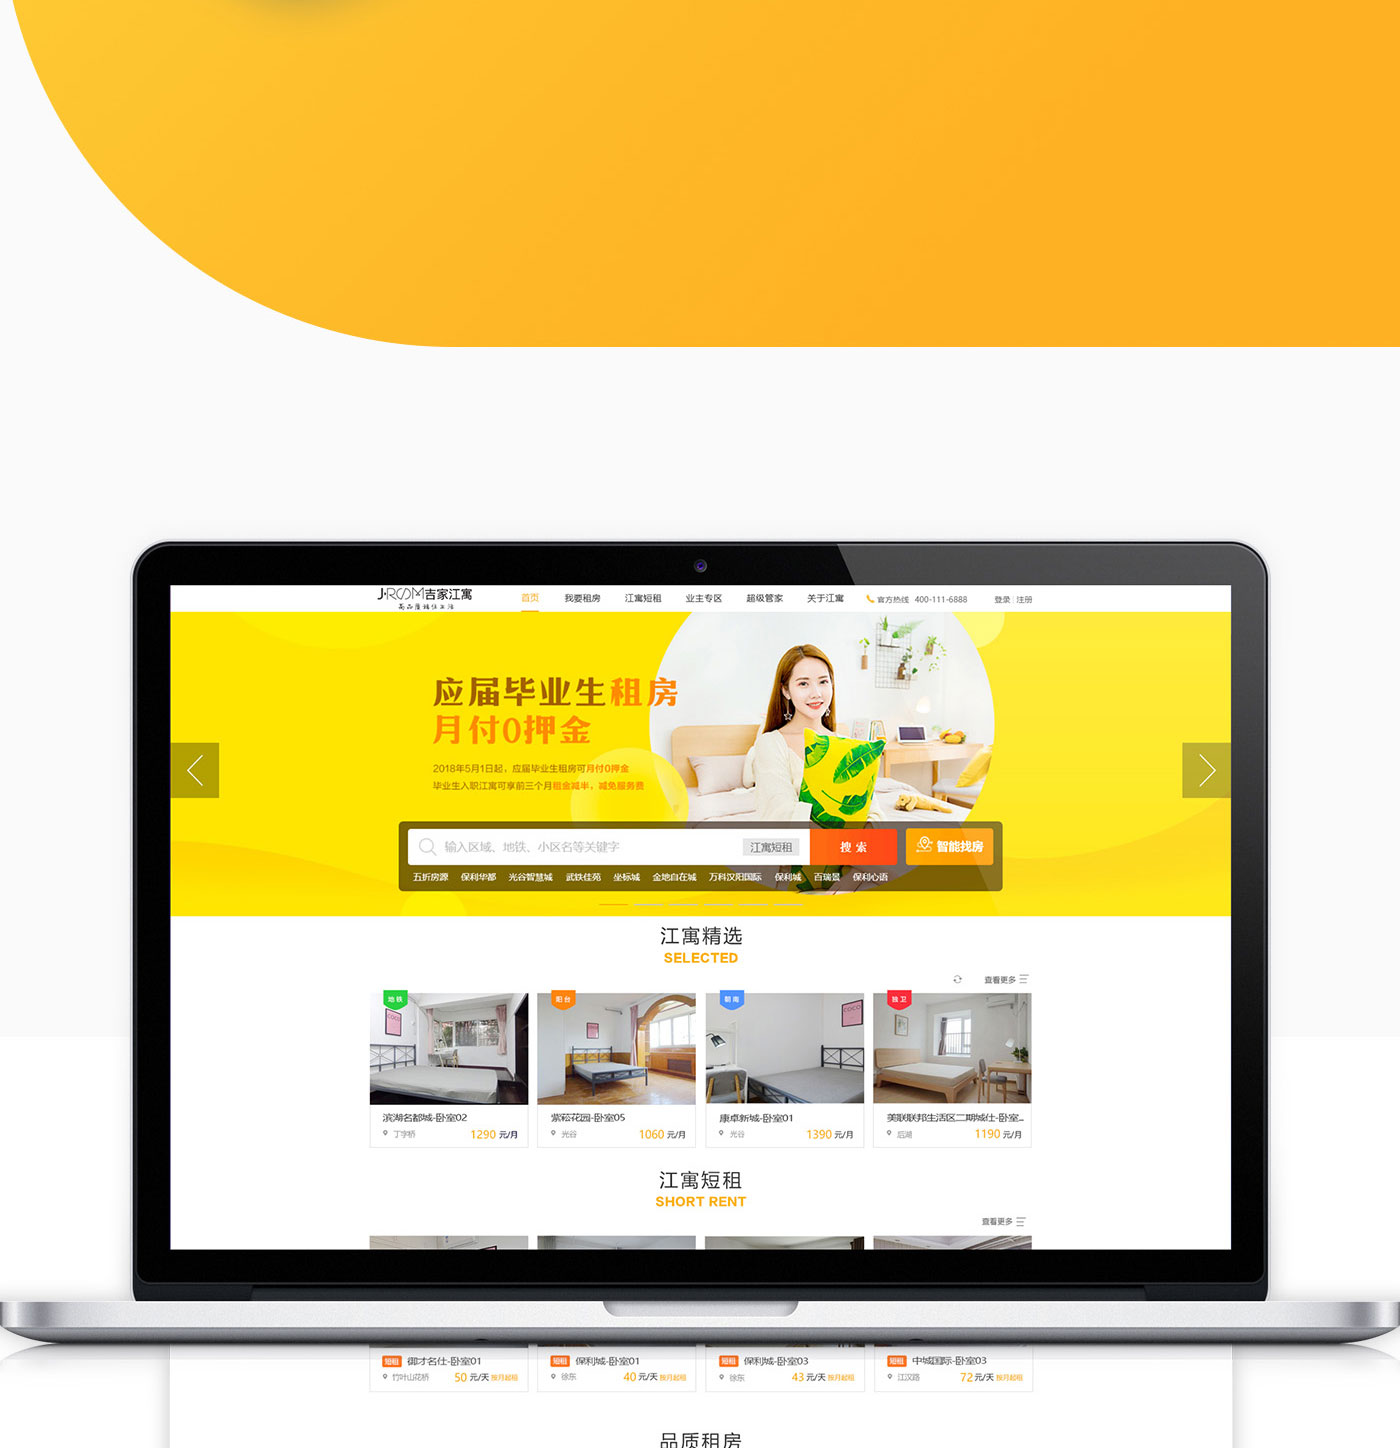 J·ROOM吉家江寓
高品质租住生活
首页 我要租房 江寓短租 业主专区 超级管家 关于江寓 官方热线 400-111-6888 登录 | 注册
应届毕业生租房
月付0押金
2018年5月1日起，应届毕业生租房可月付0押金
毕业生入职江寓可享前三个月租金减半，减免服务费
输入区域、地铁、小区名等关键字 江寓短租 搜索 智能找房
五折房源 保利华都 光谷智慧城 武铁佳苑 坐标城 金地自在城 万科汉阳国际 保利城 百瑞景 保利心语
江寓精选
SELECTED
查看更多
地铁 阳台 朝南 独卫
COCO COCO
滨湖名都城-卧室02 紫菘花园-卧室05 康卓新城-卧室01 美联联邦生活区二期城仕-卧室...
丁字桥 1290 元/月 光谷 1060 元/月 光谷 1390 元/月 后湖 1190 元/月
江寓短租
SHORT RENT
查看更多
短租 御才名仕-卧室01 短租 保利城-卧室01 短租 保利城-卧室03 短租 中城国际-卧室03
竹叶山花桥 50 元/天 按月起租 徐东 40 元/天 按月起租 徐东 43 元/天 按月起租 江汉路 72 元/天 按月起租
品质租房